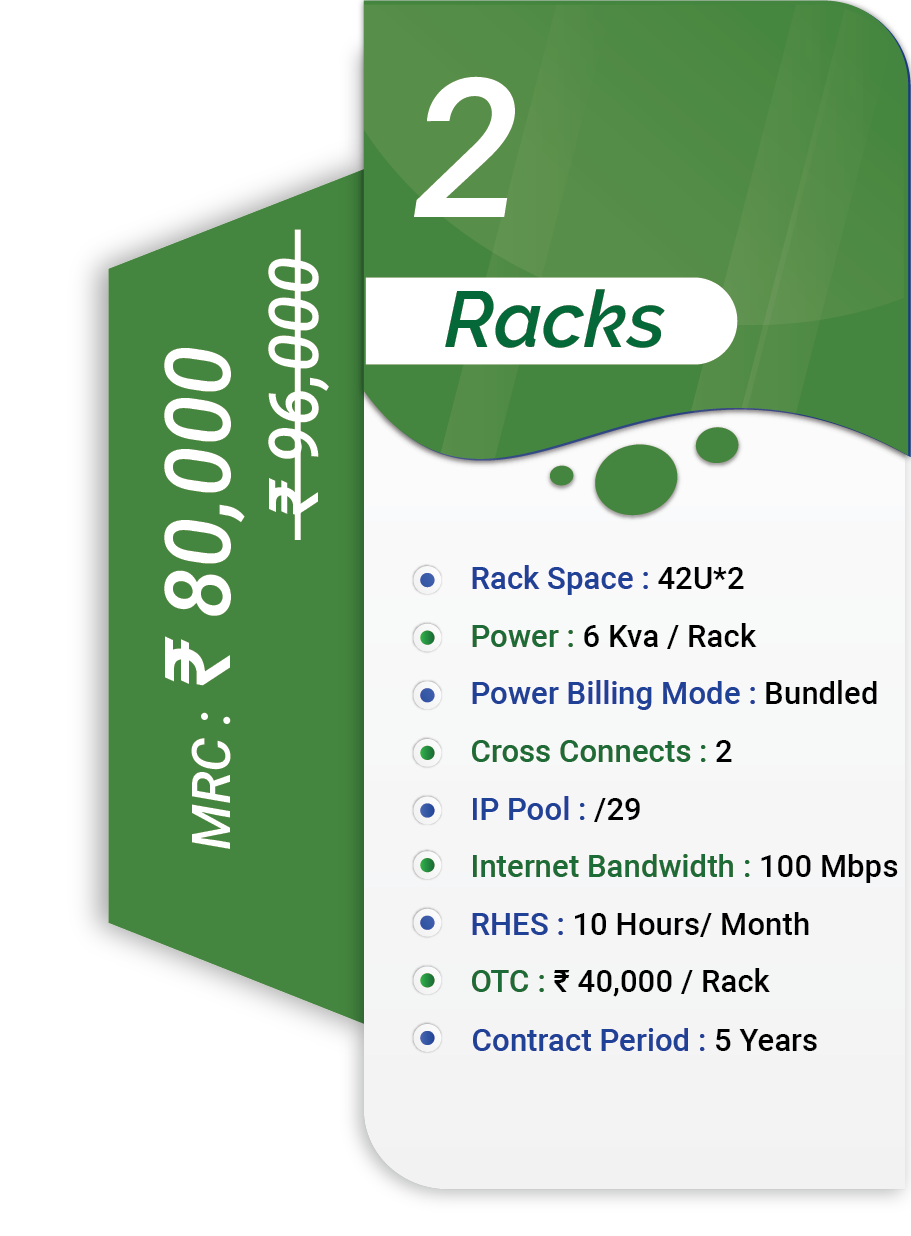 2
Racks
MRC : ₹ 80,000
₹ 96,000
Rack Space : 42U*2
Power : 6 Kva / Rack
Power Billing Mode : Bundled
Cross Connects : 2
IP Pool : /29
Internet Bandwidth : 100 Mbps
RHES : 10 Hours/ Month
OTC : ₹ 40,000 / Rack
Contract Period : 5 Years